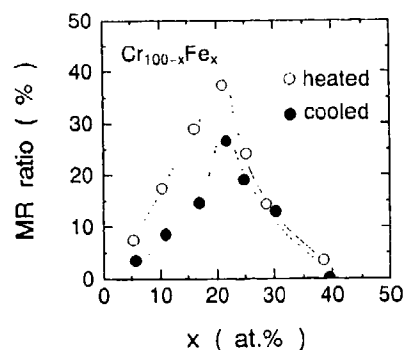 50
40
30
20
10
0
MR ratio ( % )
Cr100-xFex
heated
cooled
0 10 20 30 40 50
x ( at.% )